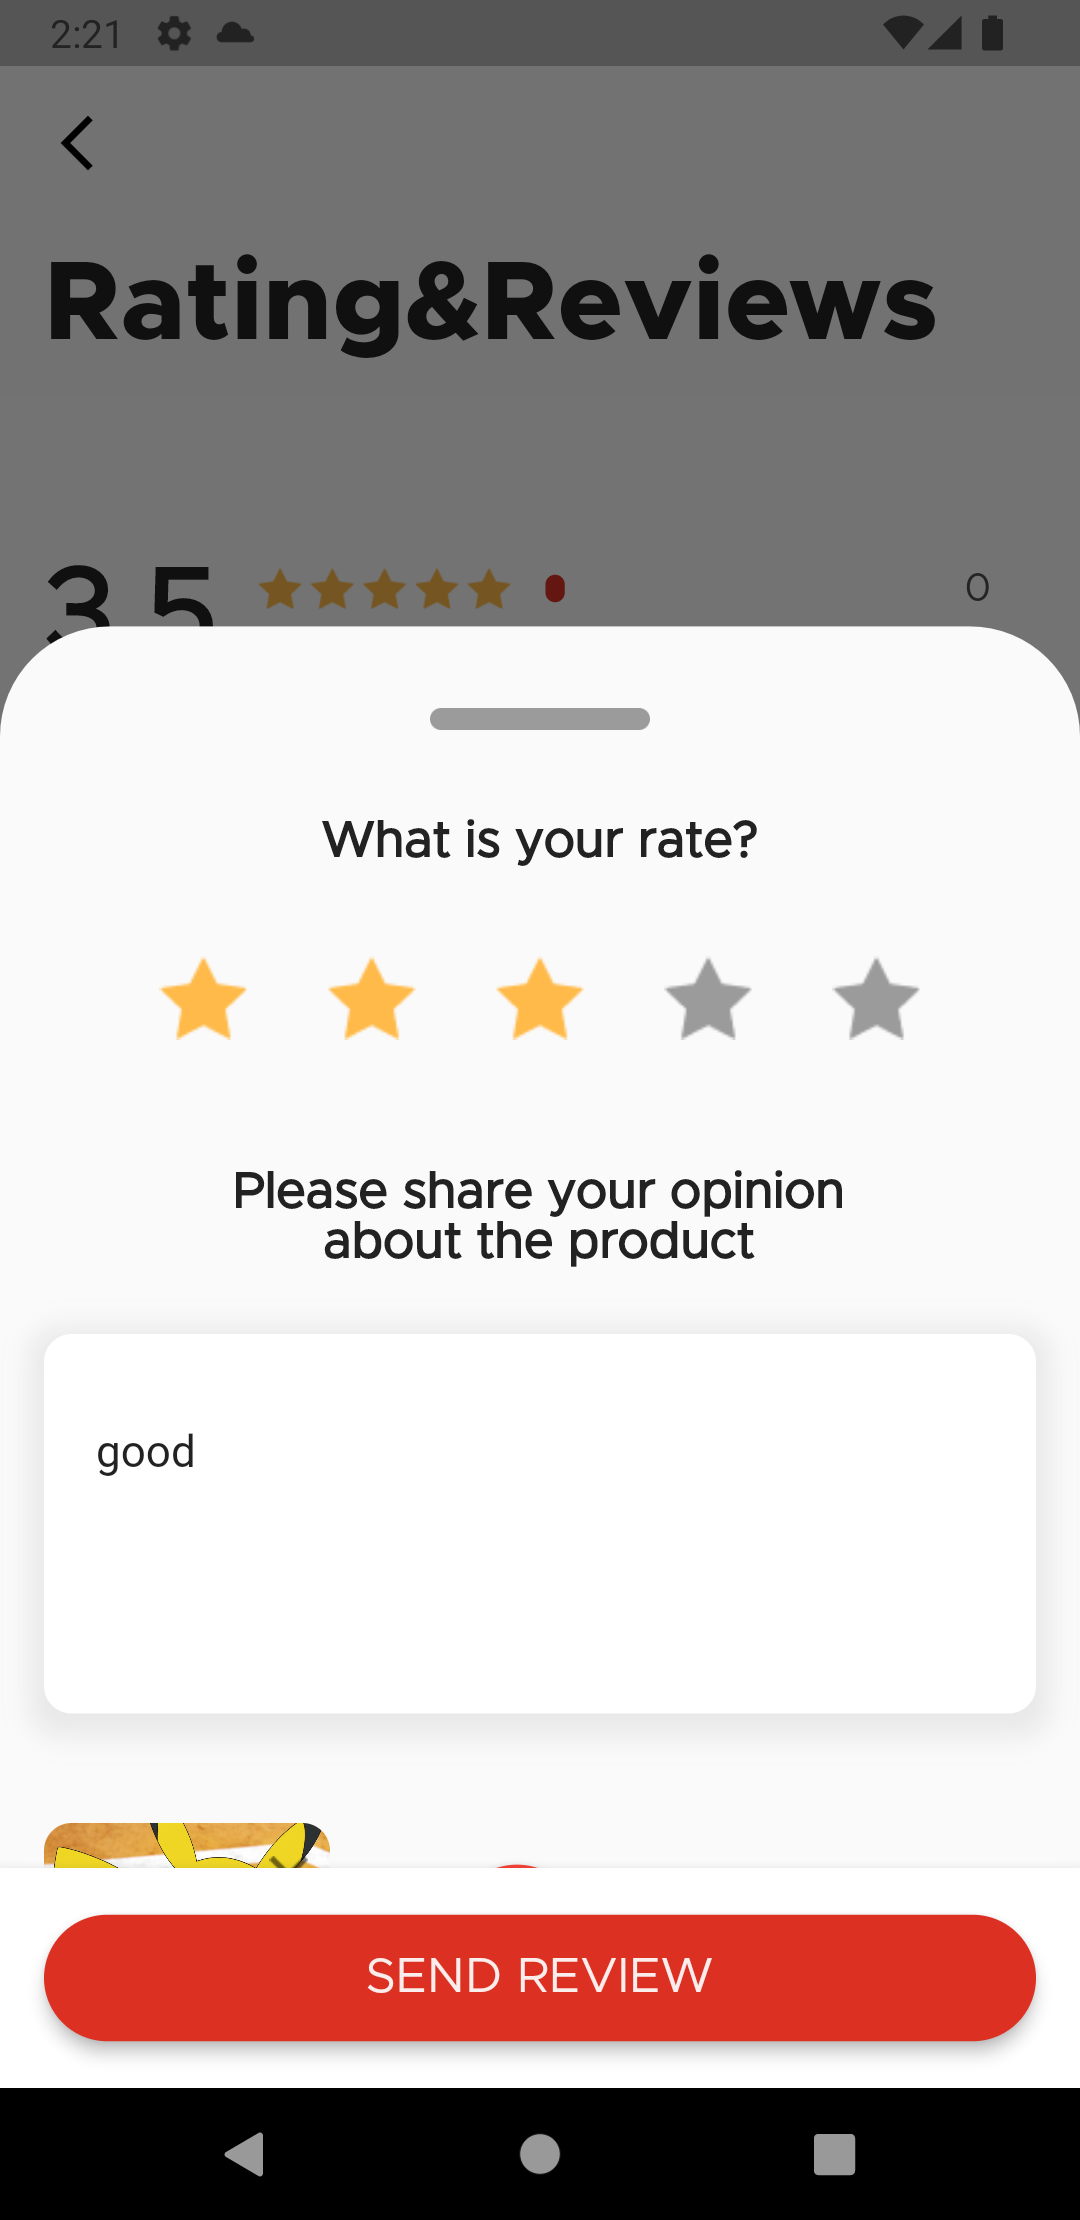 2:21
Rating&Reviews
3.5
0
What is your rate?
Please share your opinion
about the product
good
SEND REVIEW